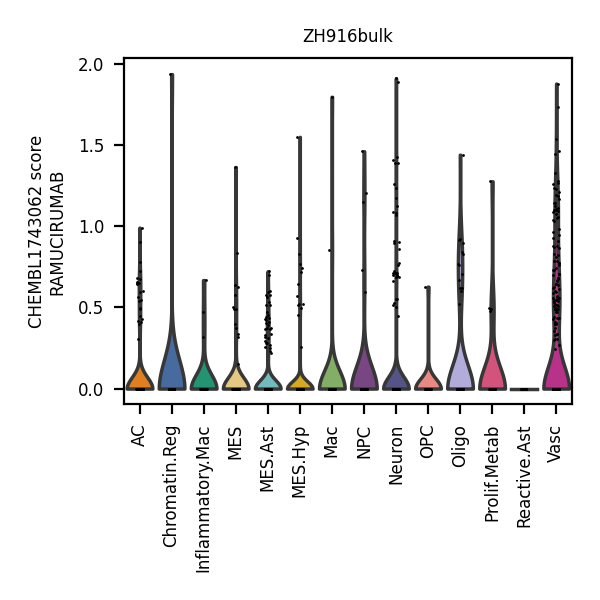 ZH916bulk
CHEMBL1743062 score
RAMUCIRUMAB
2.0
1.5
1.0
0.5
0.0
AC
Chromatin.Reg
Inflammatory.Mac
MES
MES.Ast
MES.Hyp
Mac
NPC
Neuron
OPC
Oligo
Prolif.Metab
Reactive.Ast
Vasc